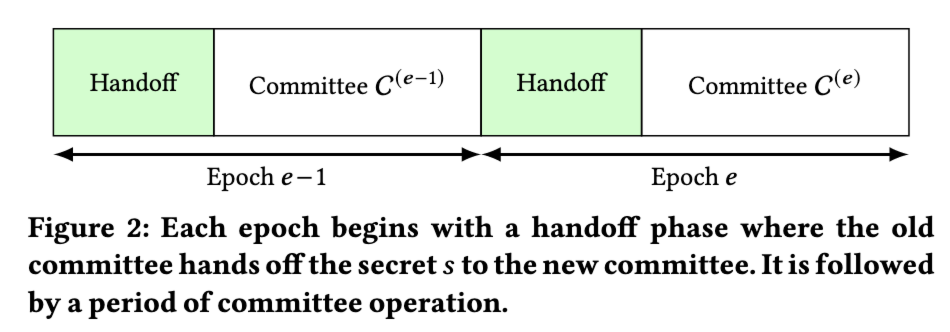 Handoff Committee C^(e−1) Handoff Committee C^(e)
Epoch e−1 Epoch e
Figure 2: Each epoch begins with a handoff phase where the old
committee hands off the secret s to the new committee. It is followed
by a period of committee operation.